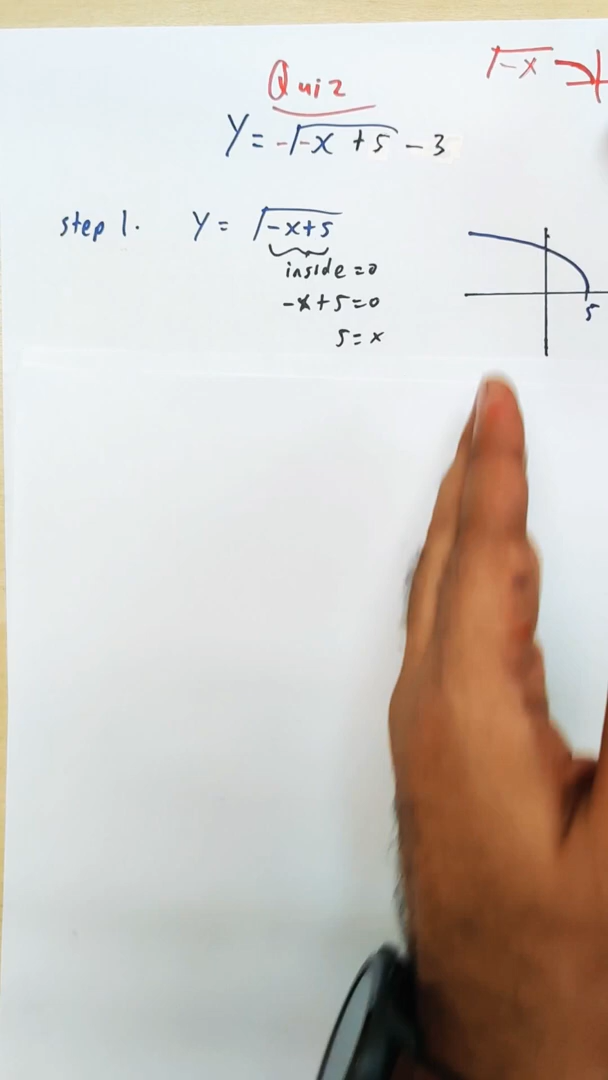 Quiz
√-x
Y = -√-x + 5 - 3
step 1. Y = √-x+5
inside = 0
-x + 5 = 0
5 = x
5